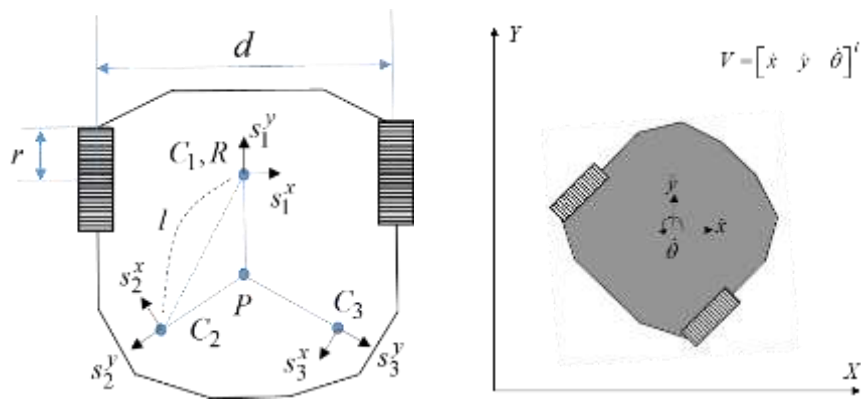 d
r
C₁, R
s₁ʸ
s₁ˣ
l
P
s₂ˣ
C₂
s₂ʸ
C₃
s₃ˣ
s₃ʸ
Y
V = [ẋ ẏ θ̇]ᵗ
ẏ
ẋ
θ̇
X